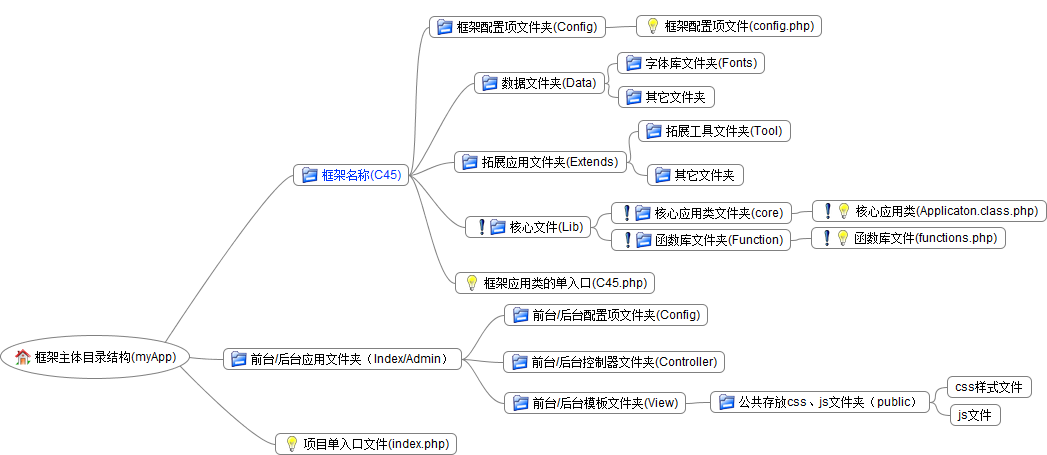 框架配置项文件夹(Config)
框架配置项文件(config.php)
字体库文件夹(Fonts)
数据文件夹(Data)
其它文件夹
拓展工具文件夹(Tool)
拓展应用文件夹(Extends)
其它文件夹
框架名称(C45)
核心应用类文件夹(core)
核心应用类(Applicaton.class.php)
核心文件(Lib)
函数库文件夹(Function)
函数库文件(functions.php)
框架应用类的单入口(C45.php)
前台/后台配置项文件夹(Config)
框架主体目录结构(myApp)
前台/后台应用文件夹（Index/Admin）
前台/后台控制器文件夹(Controller)
前台/后台模板文件夹(View)
公共存放css、js文件夹（public）
css样式文件
js文件
项目单入口文件(index.php)